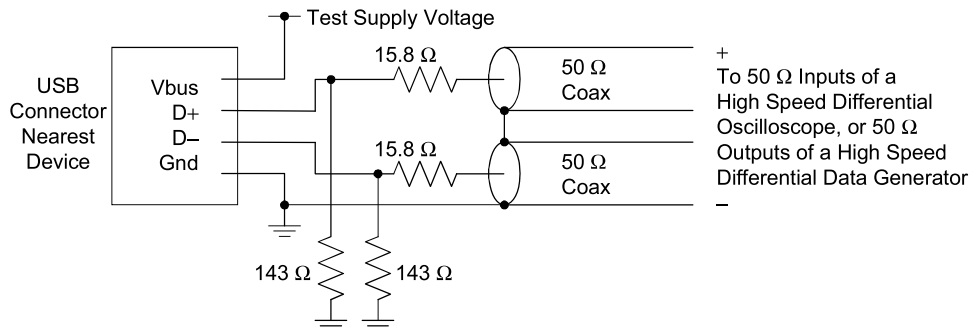 Test Supply Voltage
USB
Connector
Nearest
Device
Vbus
D+
D−
Gnd
15.8 Ω
15.8 Ω
143 Ω
143 Ω
50 Ω
Coax
50 Ω
Coax
+
To 50 Ω Inputs of a
High Speed Differential
Oscilloscope, or 50 Ω
Outputs of a High Speed
Differential Data Generator
−